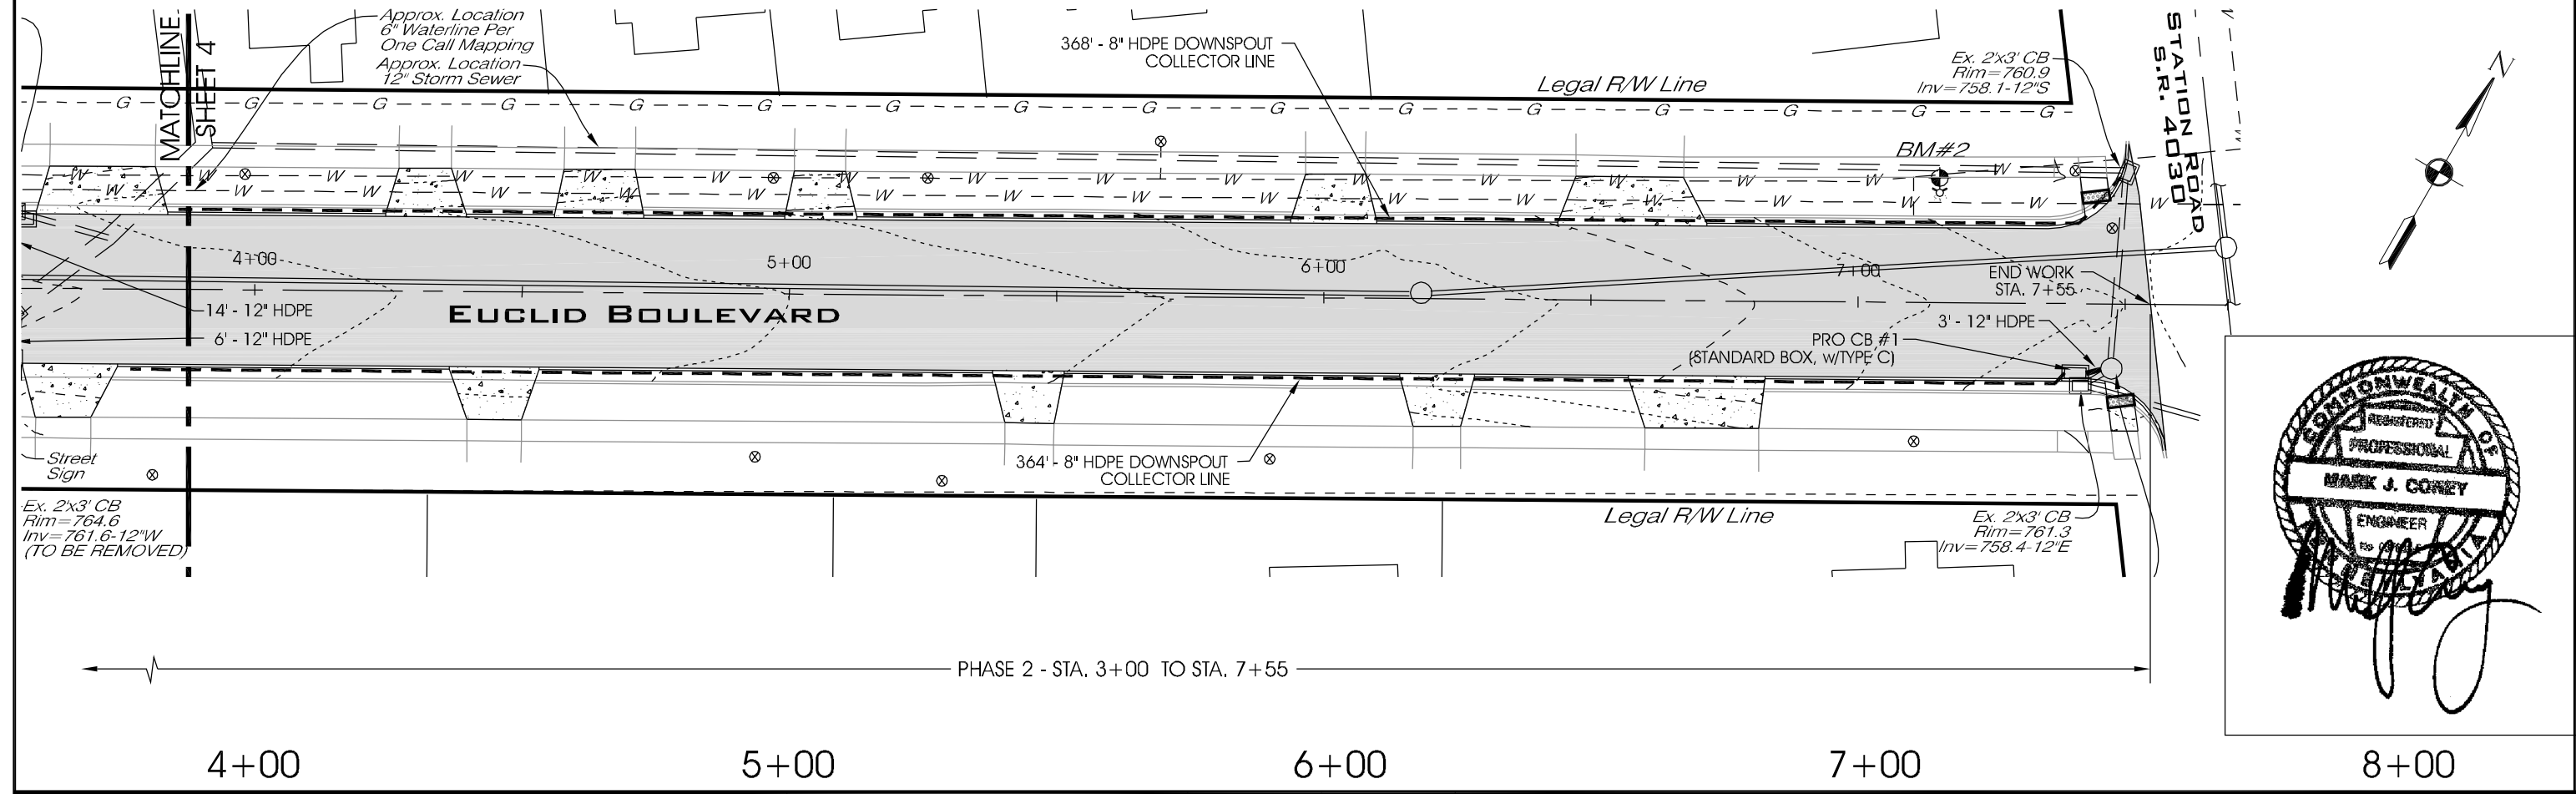 MATCHLINE
SHEET 4
Approx. Location
6" Waterline Per
One Call Mapping
Approx. Location
12" Storm Sewer
368' - 8" HDPE DOWNSPOUT
COLLECTOR LINE
Legal R/W Line
Ex. 2'x3' CB
Rim=760.9
Inv=758.1-12"S
STATION ROAD
S.R. 4030
N
G G G G G G G G G G G G G G G G
BM#2
W W W W W W W W W W W W W W W W
4+00
5+00
6+00
7+00
END WORK
STA. 7+55
14' - 12" HDPE
EUCLID BOULEVARD
3' - 12" HDPE
6' - 12" HDPE
PRO CB #1
(STANDARD BOX, W/TYPE C)
Street
Sign
364' - 8" HDPE DOWNSPOUT
COLLECTOR LINE
Ex. 2'x3' CB
Rim=764.6
Inv=761.6-12"W
(TO BE REMOVED)
Legal R/W Line
Ex. 2'x3' CB
Rim=761.3
Inv=758.4-12"E
COMMONWEALTH OF
REGISTERED
PROFESSIONAL
MARK J. COREY
ENGINEER
PHASE 2 - STA. 3+00 TO STA. 7+55
4+00
5+00
6+00
7+00
8+00